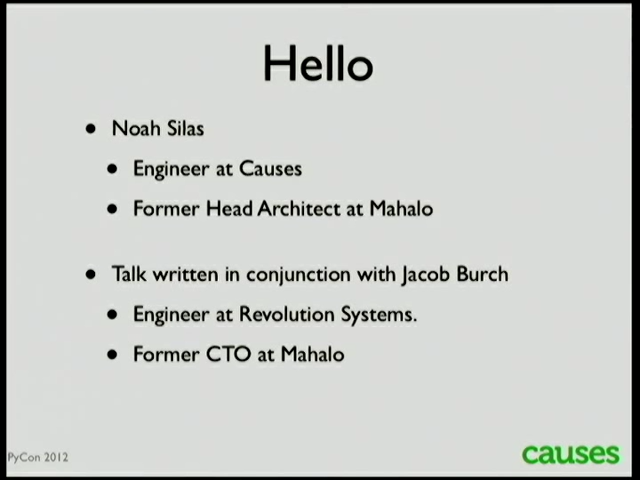 Hello
Noah Silas
Engineer at Causes
Former Head Architect at Mahalo
Talk written in conjunction with Jacob Burch
Engineer at Revolution Systems.
Former CTO at Mahalo
PyCon 2012
causes